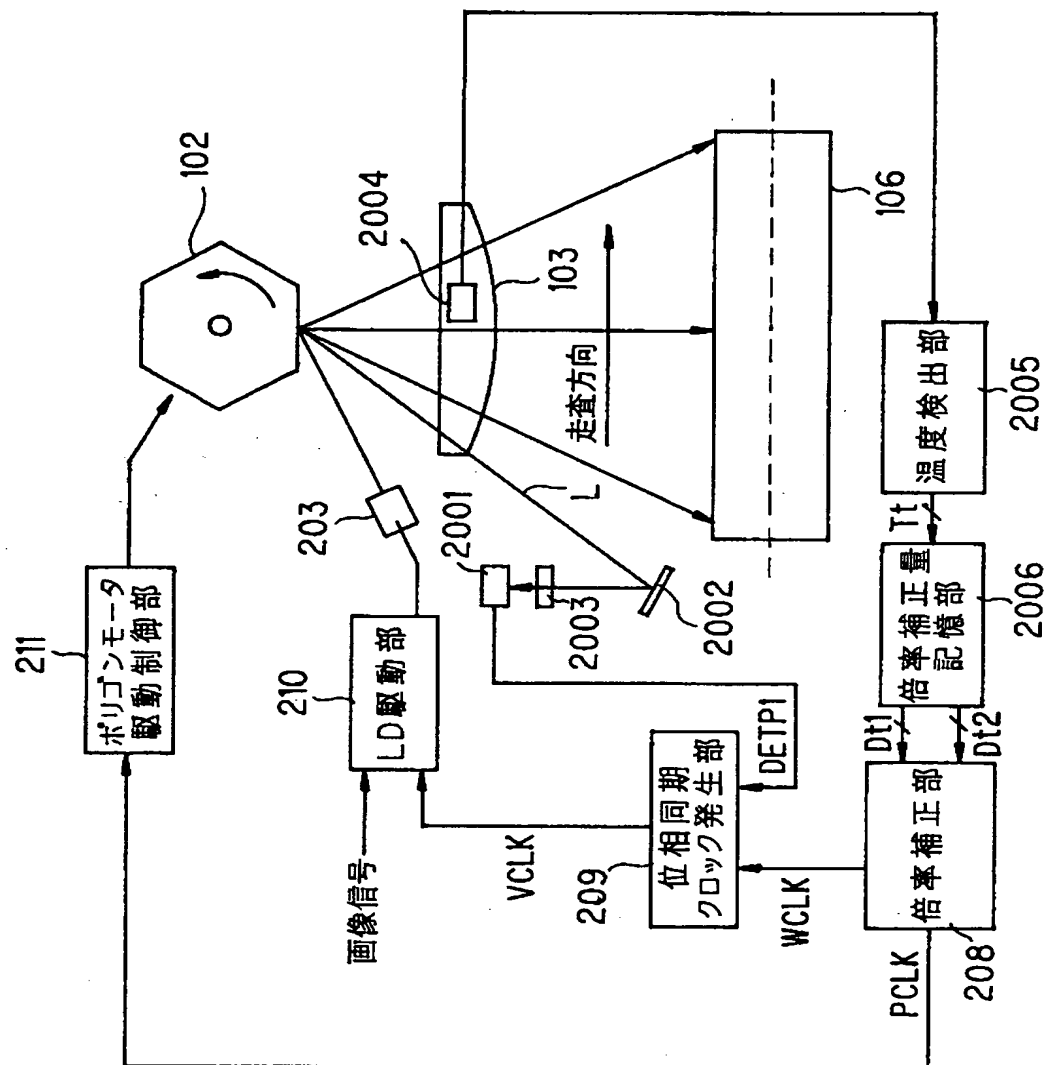 211
ポリゴンモータ
駆動制御部
102
203
2004
103
210
LD駆動部
画像信号
2001
2003
2002
L
走査方向
106
VCLK
DETP1
209
位相同期
クロック発生部
WCLK
PCLK
208
倍率補正部
Dt1
Dt2
倍率補正量
記憶部
2006
Tt
温度検出部
2005